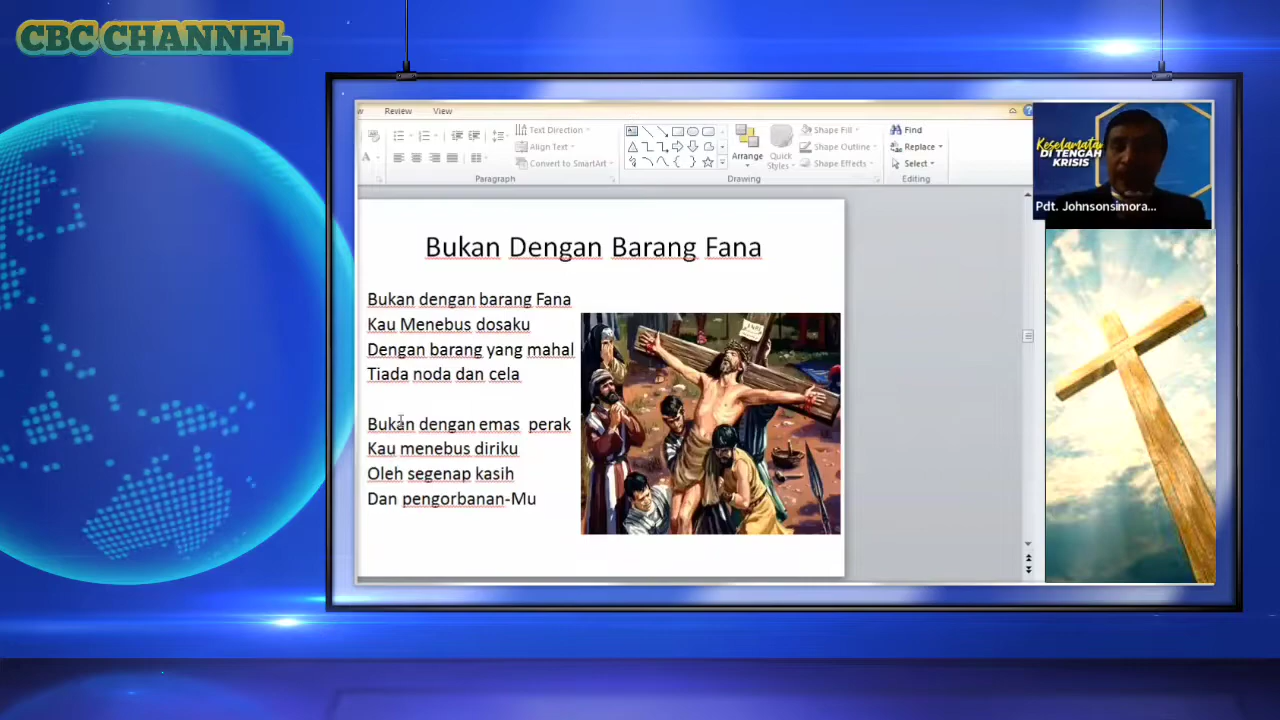 CBC CHANNEL
Review View
Text Direction
Align Text
Convert to SmartArt
Paragraph
Arrange
Quick Styles
Shape Fill
Shape Outline
Shape Effects
Drawing
Find
Replace
Select
Editing
Keselamatan
DI TENGAH
KRISIS
Pdt. Johnsonsimora...
Bukan Dengan Barang Fana
Bukan dengan barang Fana
Kau Menebus dosaku
Dengan barang yang mahal
Tiada noda dan cela
Bukan dengan emas perak
Kau menebus diriku
Oleh segenap kasih
Dan pengorbanan-Mu